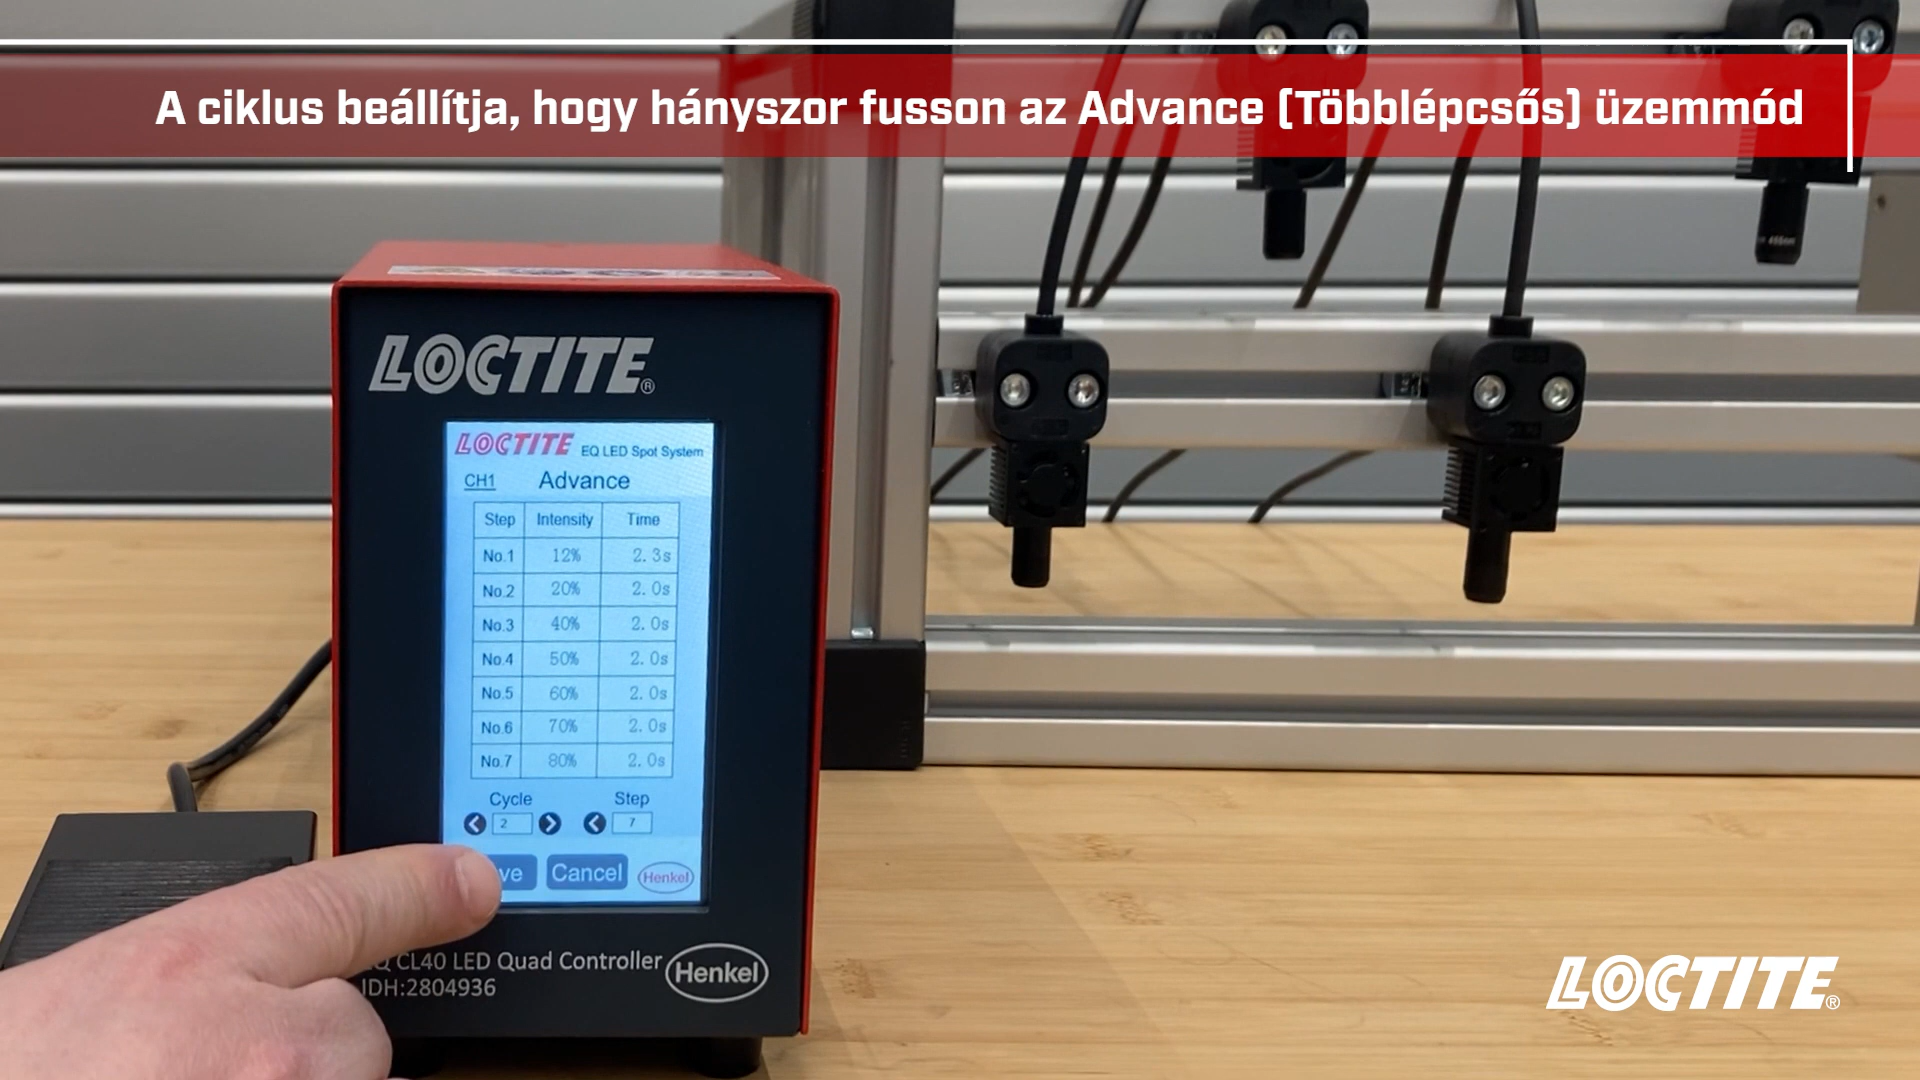 A ciklus beállítja, hogy hányszor fusson az Advance (Többlépcsős) üzemmód
LOCTITE®
LOCTITE EQ LED Spot System
CH1 Advance
Step Intensity Time
No.1 12% 2.3s
No.2 20% 2.0s
No.3 40% 2.0s
No.4 50% 2.0s
No.5 60% 2.0s
No.6 70% 2.0s
No.7 80% 2.0s
Cycle Step
2 7
Cancel Henkel
CL40 LED Quad Controller Henkel
IDH:2804936
LOCTITE®